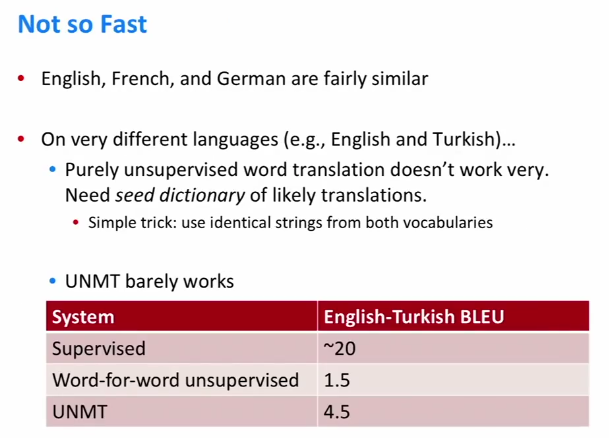 Not so Fast
• English, French, and German are fairly similar
• On very different languages (e.g., English and Turkish)…
• Purely unsupervised word translation doesn't work very.
Need seed dictionary of likely translations.
• Simple trick: use identical strings from both vocabularies
• UNMT barely works
System English-Turkish BLEU
Supervised ~20
Word-for-word unsupervised 1.5
UNMT 4.5